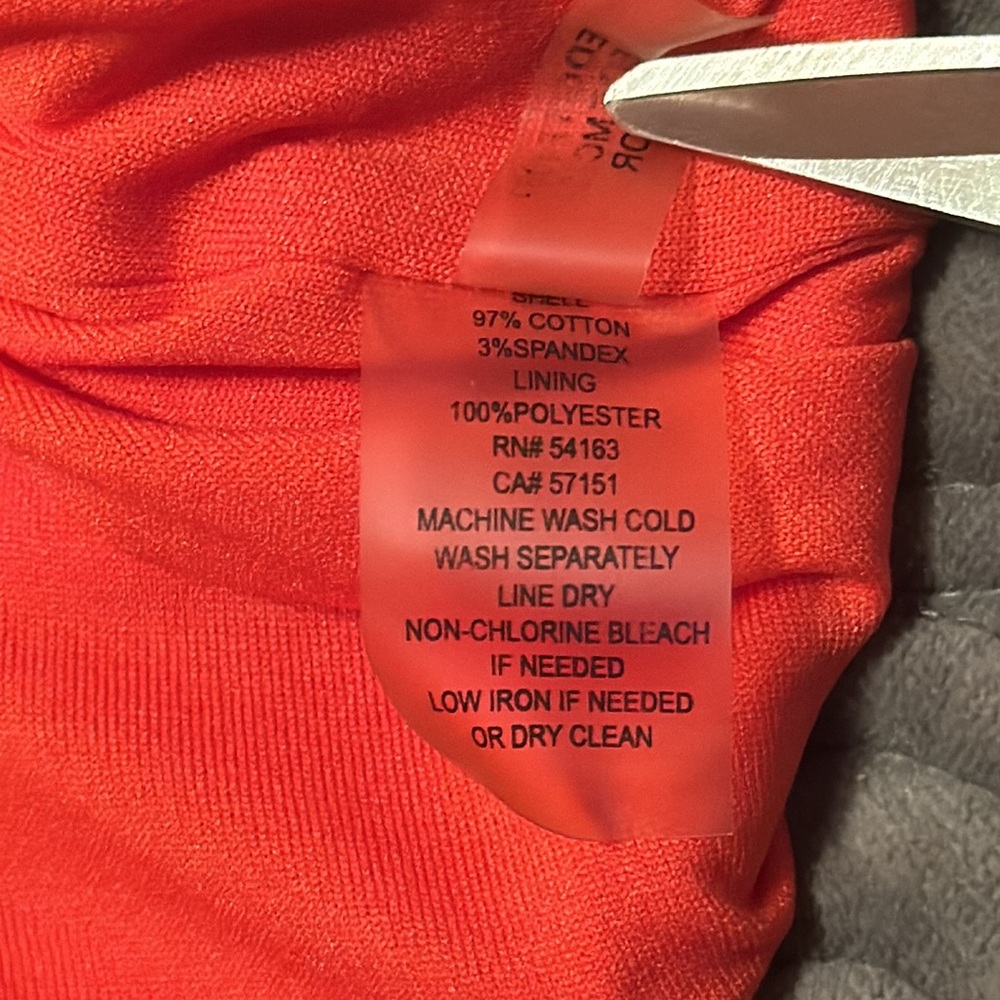 SHELL
97% COTTON
3%SPANDEX
LINING
100%POLYESTER
RN# 54163
CA# 57151
MACHINE WASH COLD
WASH SEPARATELY
LINE DRY
NON-CHLORINE BLEACH
IF NEEDED
LOW IRON IF NEEDED
OR DRY CLEAN